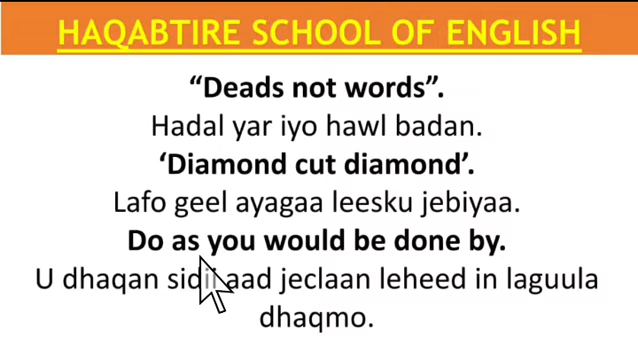 HAQABTIRE SCHOOL OF ENGLISH
“Deads not words”.
Hadal yar iyo hawl badan.
‘Diamond cut diamond’.
Lafo geel ayagaa leesku jebiyaa.
Do as you would be done by.
U dhaqan sidii aad jeclaan leheed in laguula
dhaqmo.